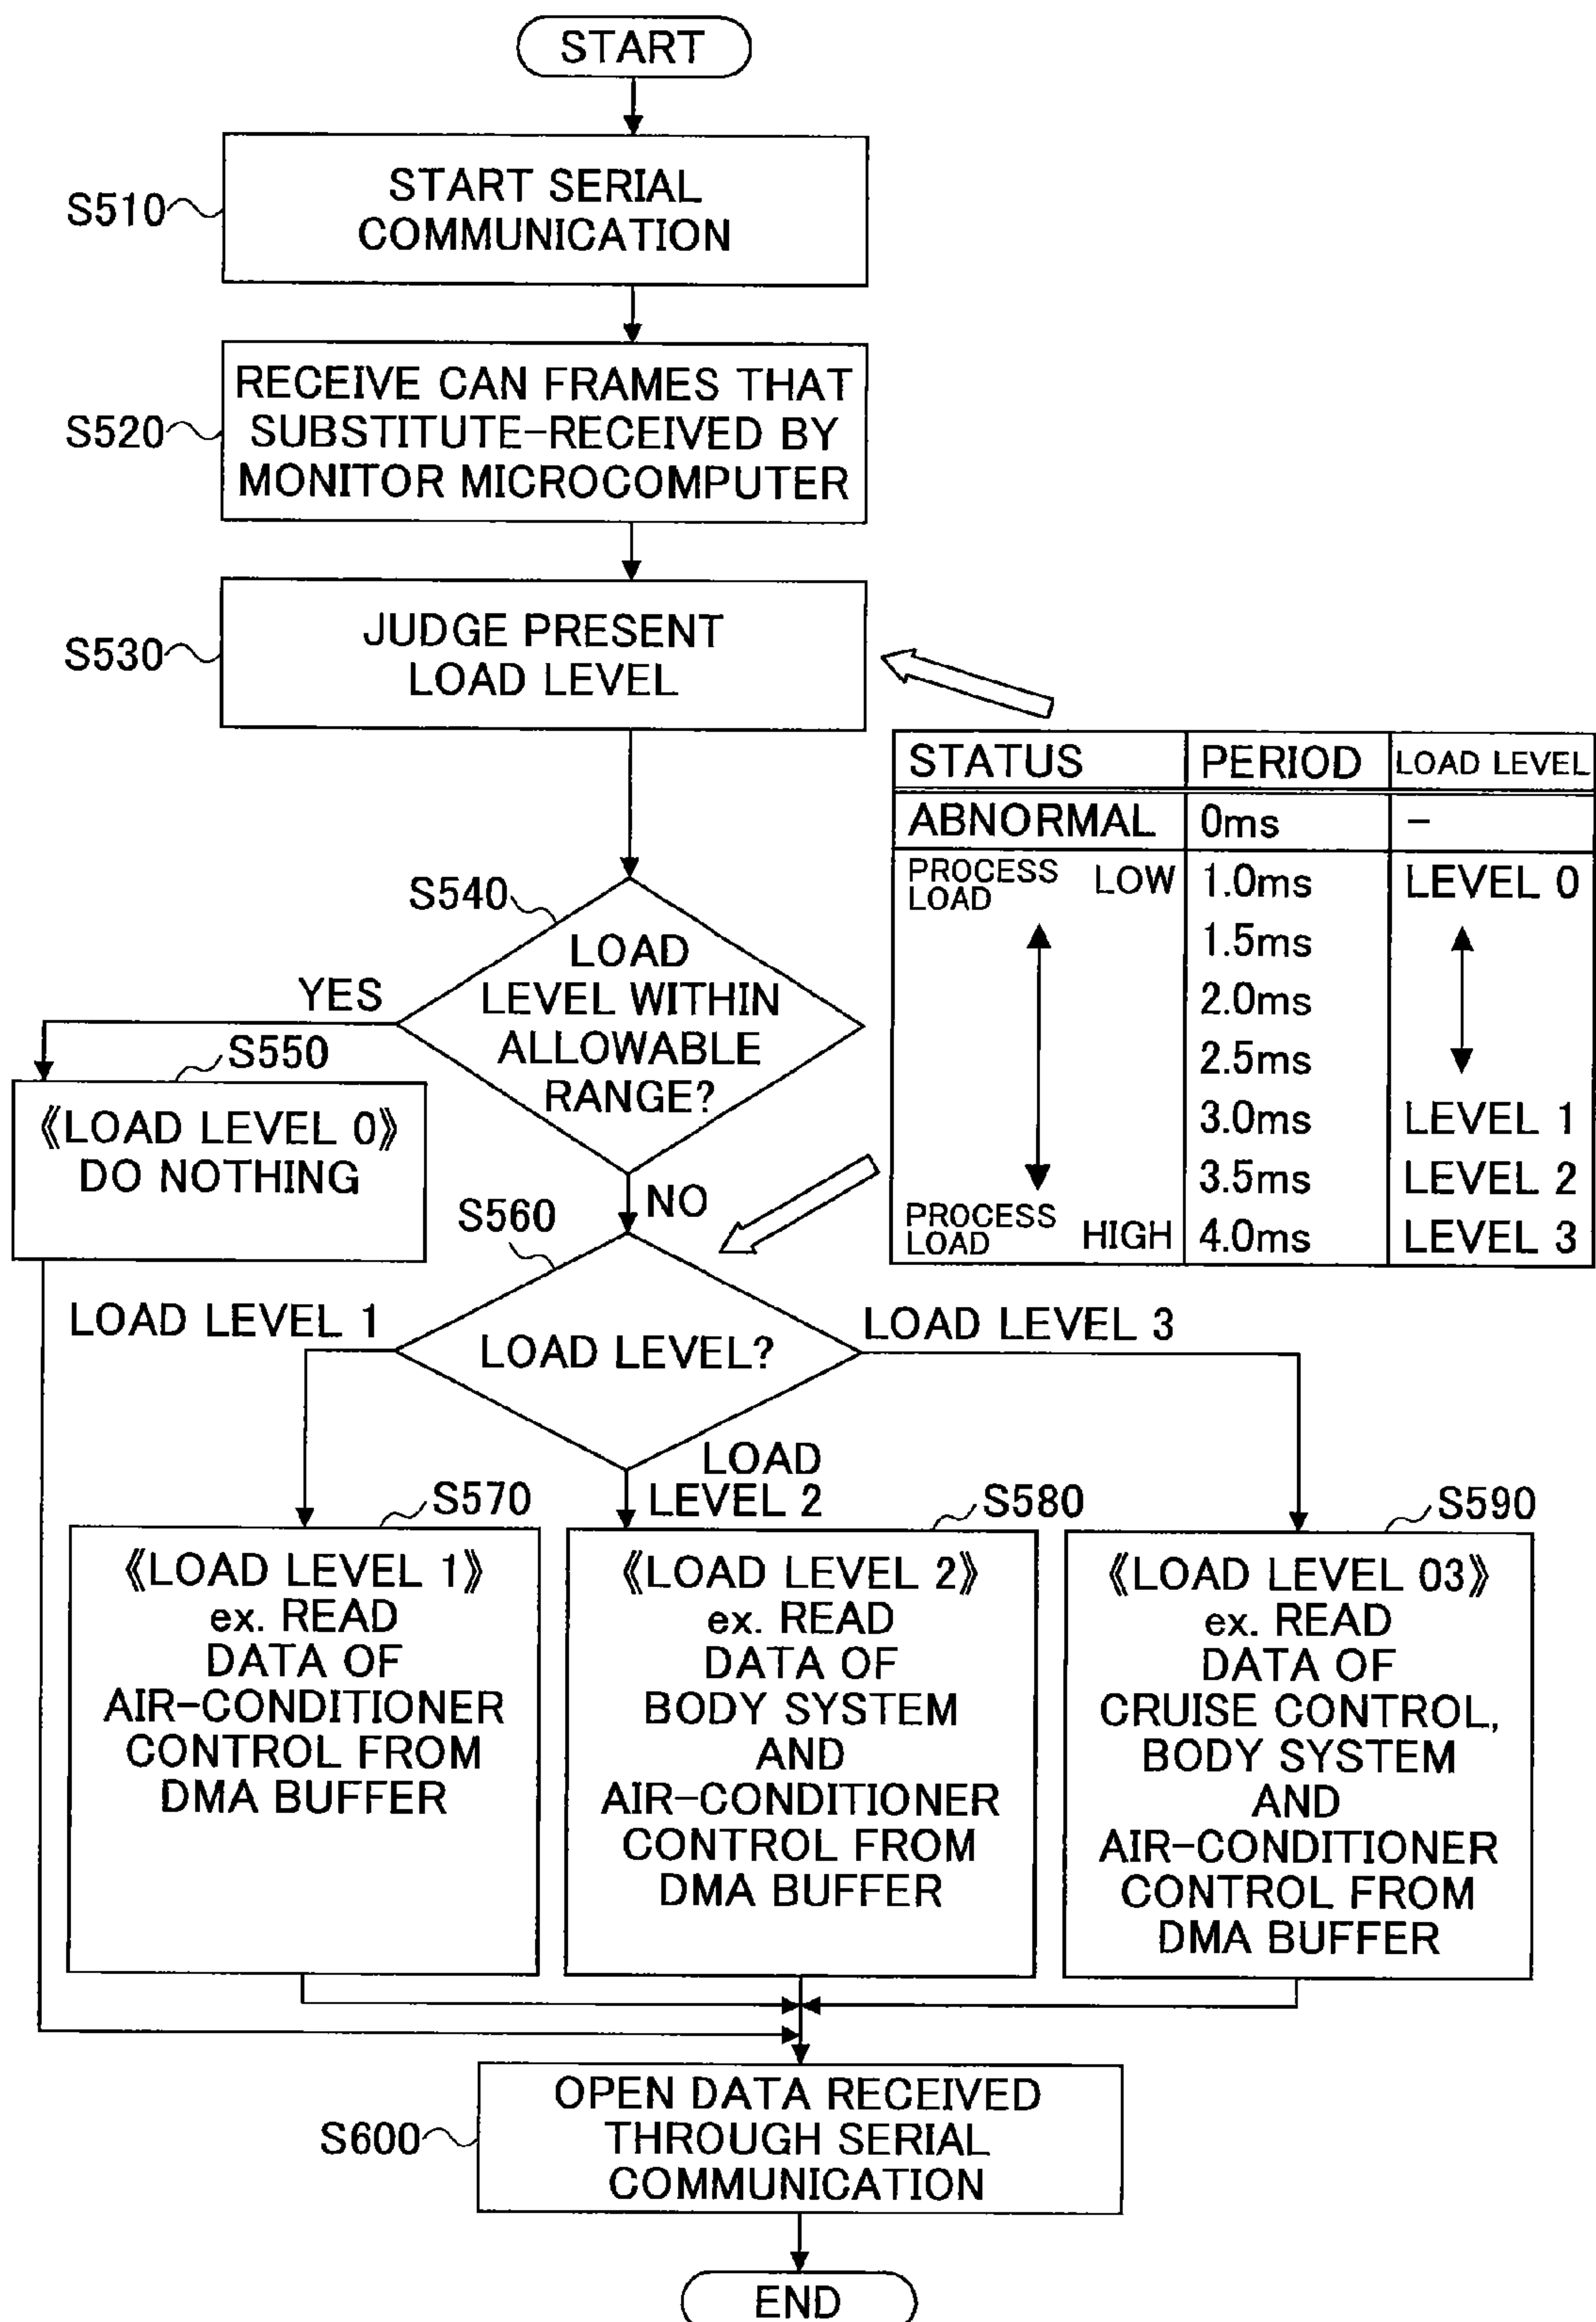 START
S510
START SERIAL
COMMUNICATION
S520
RECEIVE CAN FRAMES THAT
SUBSTITUTE-RECEIVED BY
MONITOR MICROCOMPUTER
S530
JUDGE PRESENT
LOAD LEVEL
STATUS PERIOD LOAD LEVEL
ABNORMAL 0ms -
PROCESS
LOAD LOW 1.0ms LEVEL 0
1.5ms
2.0ms
2.5ms
3.0ms LEVEL 1
3.5ms LEVEL 2
PROCESS
LOAD HIGH 4.0ms LEVEL 3
S540
LOAD
LEVEL WITHIN
ALLOWABLE
RANGE?
YES
NO
S550
《LOAD LEVEL 0》
DO NOTHING
S560
LOAD LEVEL?
LOAD LEVEL 1
LOAD
LEVEL 2
LOAD LEVEL 3
S570
《LOAD LEVEL 1》
ex. READ
DATA OF
AIR-CONDITIONER
CONTROL FROM
DMA BUFFER
S580
《LOAD LEVEL 2》
ex. READ
DATA OF
BODY SYSTEM
AND
AIR-CONDITIONER
CONTROL FROM
DMA BUFFER
S590
《LOAD LEVEL 03》
ex. READ
DATA OF
CRUISE CONTROL,
BODY SYSTEM
AND
AIR-CONDITIONER
CONTROL FROM
DMA BUFFER
S600
OPEN DATA RECEIVED
THROUGH SERIAL
COMMUNICATION
END